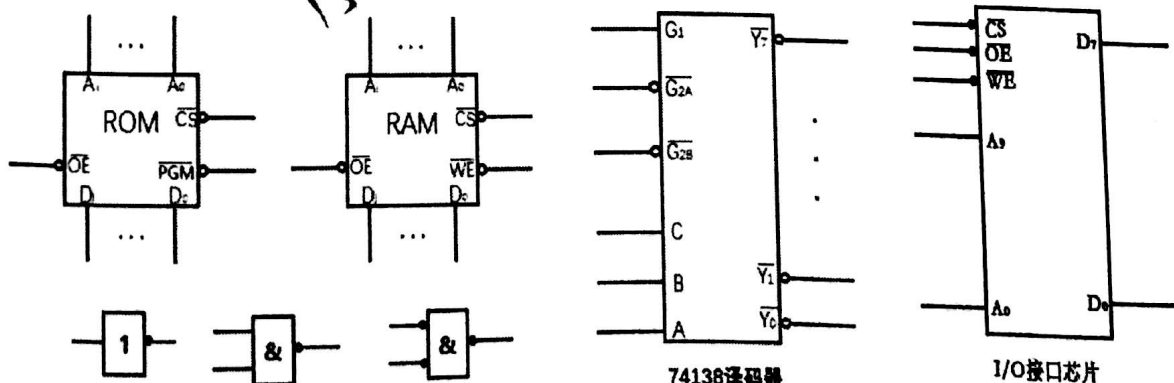 A₁ ... A₀
ROM
CS
OE
PGM
D₁ ... D₀
A₁ ... A₀
RAM
CS
OE
WE
D₁ ... D₀
1
&
&
G₁
G₂A
G₂B
C
B
A
Y₇
Y₁
Y₀
74138译码器
CS
OE
WE
A₉
A₀
D₇
D₀
I/O接口芯片